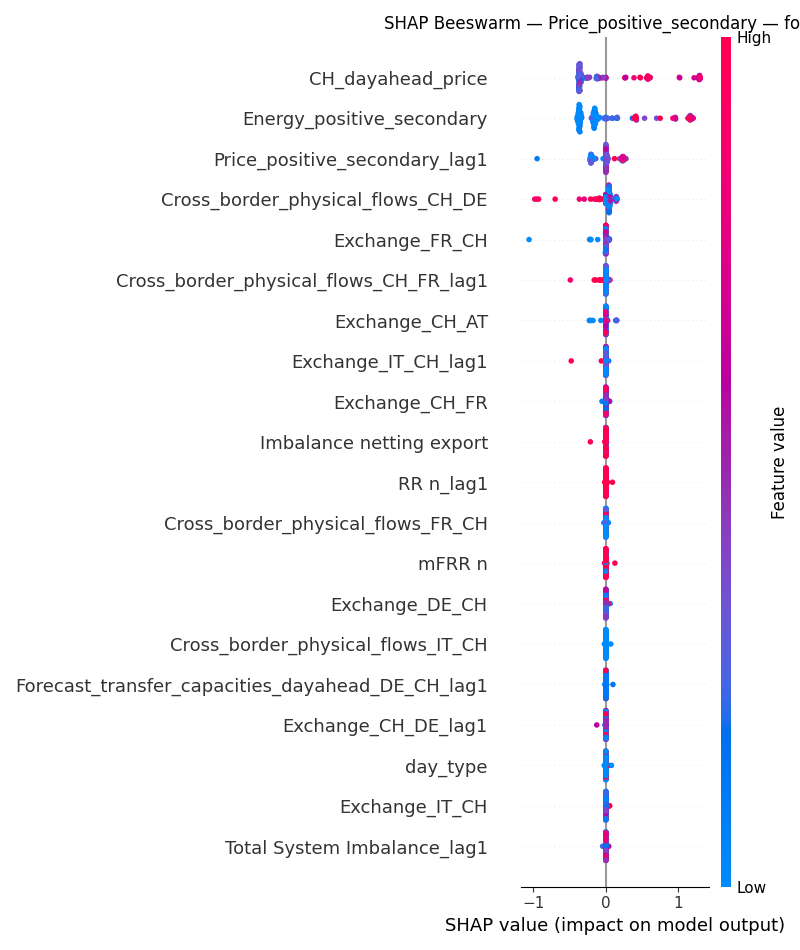 SHAP Beeswarm — Price_positive_secondary — fo
High
CH_dayahead_price
Energy_positive_secondary
Price_positive_secondary_lag1
Cross_border_physical_flows_CH_DE
Exchange_FR_CH
Cross_border_physical_flows_CH_FR_lag1
Exchange_CH_AT
Exchange_IT_CH_lag1
Exchange_CH_FR
Imbalance netting export
RR n_lag1
Cross_border_physical_flows_FR_CH
mFRR n
Exchange_DE_CH
Cross_border_physical_flows_IT_CH
Forecast_transfer_capacities_dayahead_DE_CH_lag1
Exchange_CH_DE_lag1
day_type
Exchange_IT_CH
Total System Imbalance_lag1
Feature value
Low
−1 0 1
SHAP value (impact on model output)